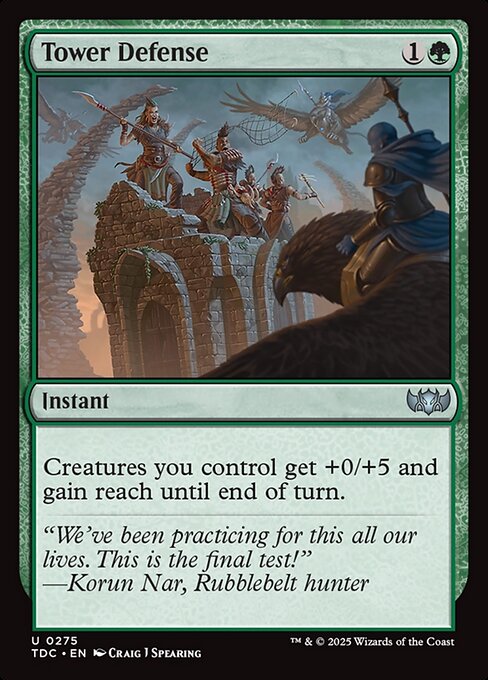 Tower Defense 1
Instant
Creatures you control get +0/+5 and
gain reach until end of turn.
“We’ve been practicing for this all our
lives. This is the final test!”
—Korun Nar, Rubblebelt hunter
U 0275
TDC • EN Craig J Spearing
™ & © 2025 Wizards of the Coast